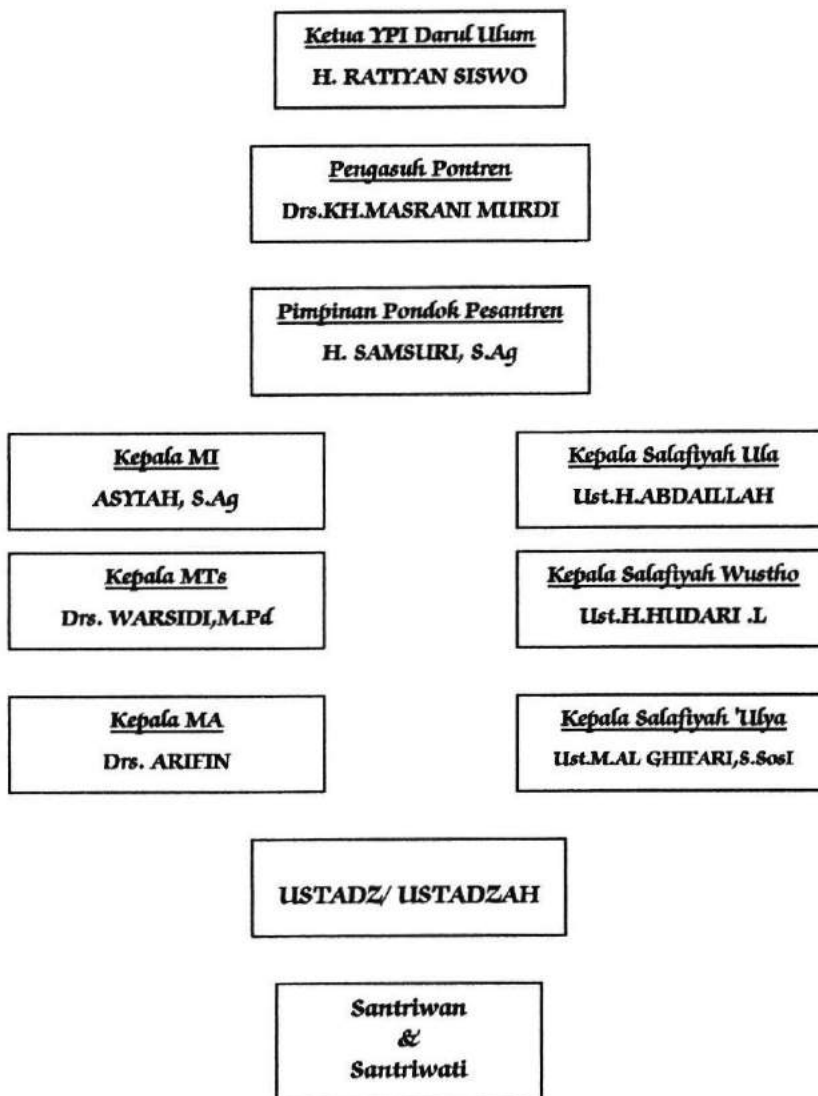 Ketua YPI Darul Ulum
H. RATIYAN SISWO
Pengasuh Pontren
Drs.KH.MASRANI MURDI
Pimpinan Pondok Pesantren
H. SAMSURI, S.Ag
Kepala MI
ASYIAH, S.Ag
Kepala Salafiyah Ula
Ust.H.ABDAILLAH
Kepala MTs
Drs. WARSIDI,M.Pd
Kepala Salafiyah Wustho
Ust.H.HUDARI .L
Kepala MA
Drs. ARIFIN
Kepala Salafiyah 'Ulya
Ust.M.AL GHIFARI,S.SosI
USTADZ/ USTADZAH
Santriwan
&
Santriwati